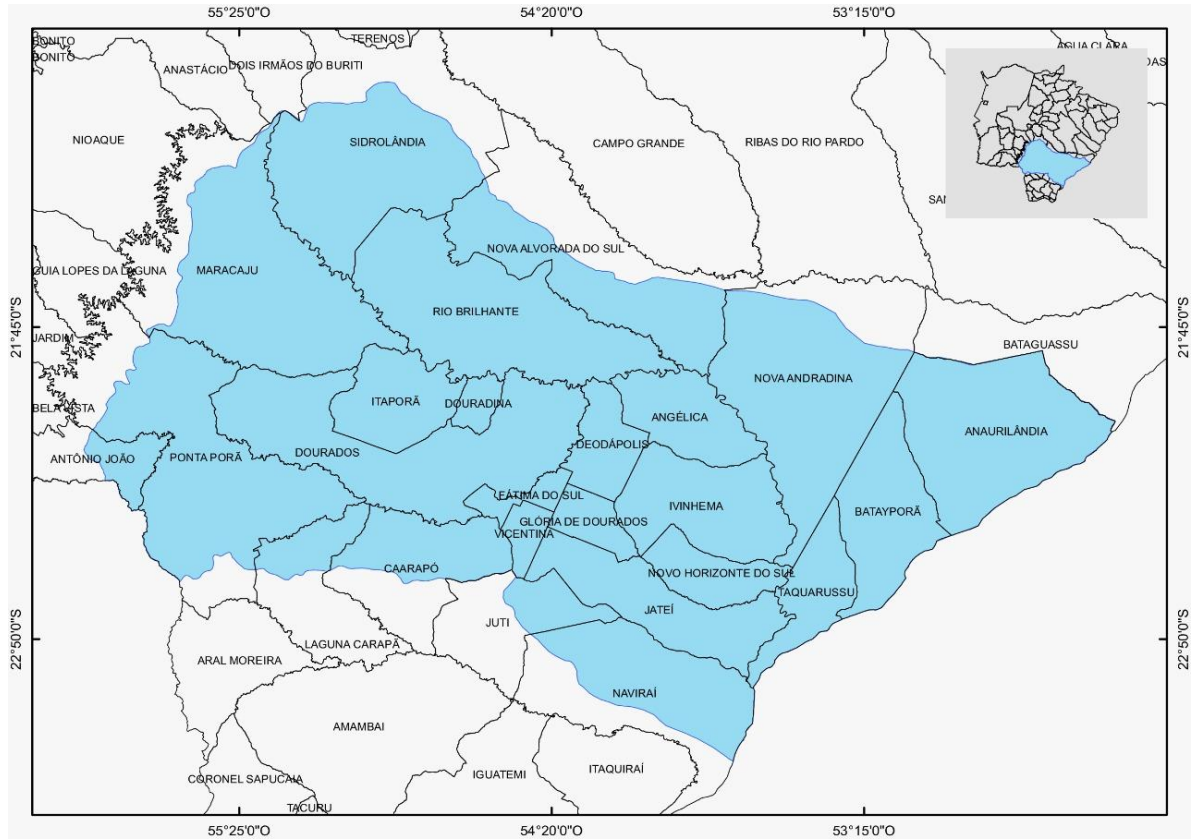 55°25'0"O
54°20'0"O
53°15'0"O
BONITO
BONITO
TERENOS
ÁGUA CLARA
ANASTÁCIO
DOIS IRMÃOS DO BURITI
NIOAQUE
SIDROLÂNDIA
CAMPO GRANDE
RIBAS DO RIO PARDO
NOVA ALVORADA DO SUL
GUIA LOPES DA LAGUNA
MARACAJU
RIO BRILHANTE
21°45'0"S
21°45'0"S
JARDIM
BATAGUASSU
NOVA ANDRADINA
BELA VISTA
ITAPORÃ
DOURADINA
ANGÉLICA
ANAURILÂNDIA
DEODÁPOLIS
ANTÔNIO JOÃO
PONTA PORÃ
DOURADOS
FÁTIMA DO SUL
IVINHEMA
BATAYPORÃ
GLÓRIA DE DOURADOS
VICENTINA
CAARAPÓ
NOVO HORIZONTE DO SUL
TAQUARUSSU
JATEÍ
JUTI
22°50'0"S
22°50'0"S
LAGUNA CARAPÃ
ARAL MOREIRA
NAVIRAÍ
AMAMBAI
CORONEL SAPUCAIA
IGUATEMI
ITAQUIRAÍ
TACURU
55°25'0"O
54°20'0"O
53°15'0"O